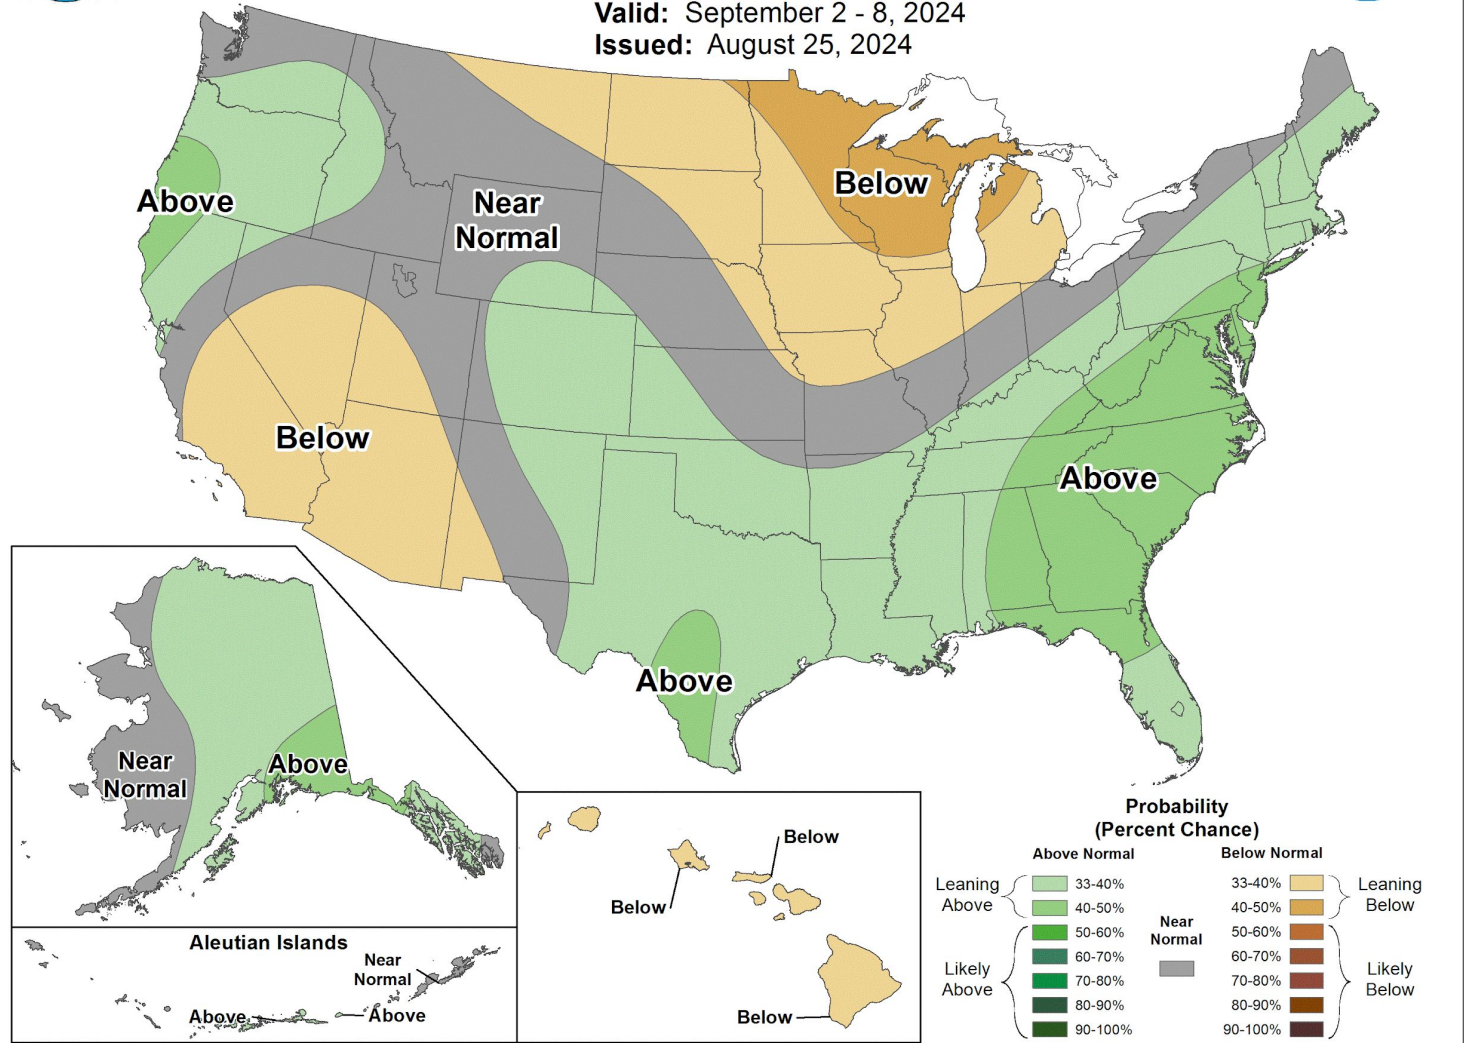 Valid: September 2 - 8, 2024
Issued: August 25, 2024
Above
Near
Normal
Below
Below
Above
Above
Near
Normal
Above
Aleutian Islands
Near
Normal
Above
Above
Below
Below
Below
Probability
(Percent Chance)
Above Normal
Below Normal
Leaning
Above
33-40%
40-50%
Likely
Above
50-60%
60-70%
70-80%
80-90%
90-100%
Near
Normal
33-40%
40-50%
Leaning
Below
50-60%
60-70%
70-80%
80-90%
90-100%
Likely
Below